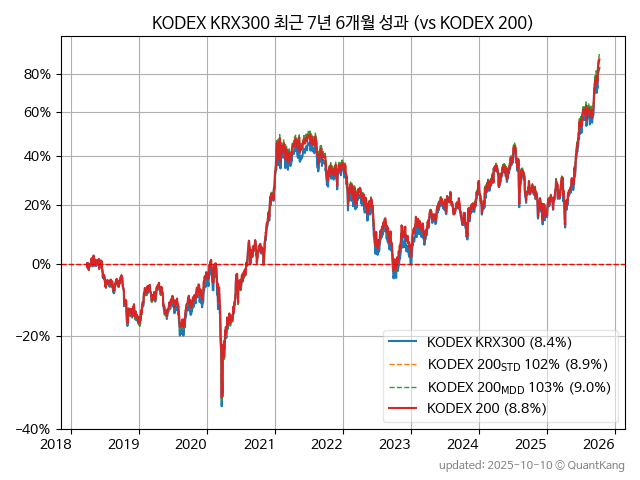 KODEX KRX300 최근 7년 6개월 성과 (vs KODEX 200)
80%
60%
40%
20%
0%
−20%
−40%
2018 2019 2020 2021 2022 2023 2024 2025 2026
KODEX KRX300 (8.4%)
KODEX 200STD 102% (8.9%)
KODEX 200MDD 103% (9.0%)
KODEX 200 (8.8%)
updated: 2025-10-10 © QuantKang